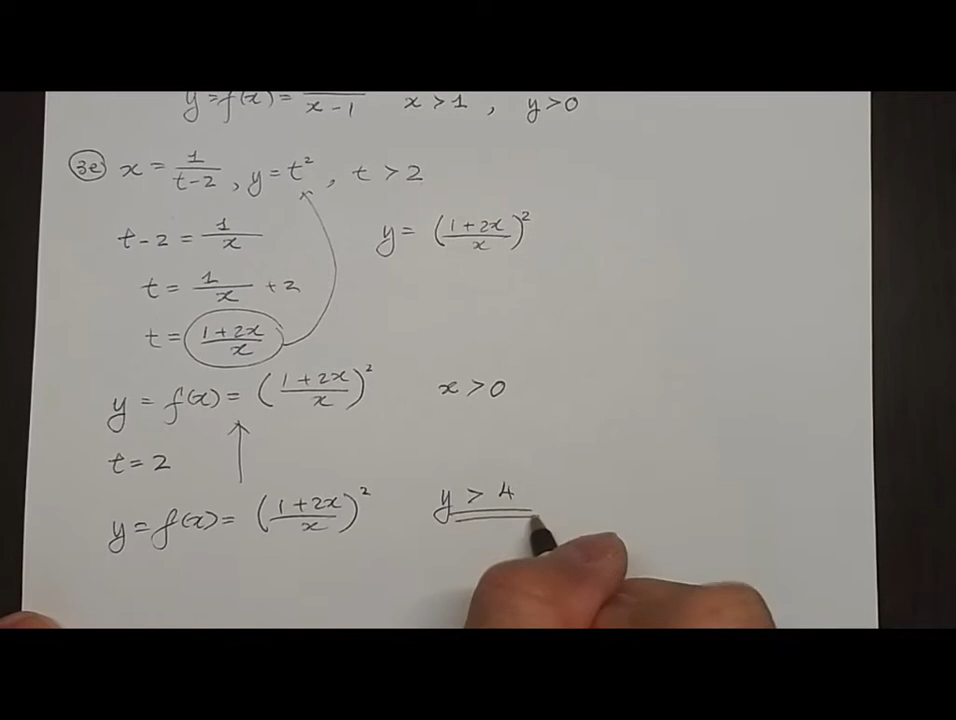 y = f(x) = / x - 1 x > 1 , y > 0
3e x = 1 / t - 2 , y = t² , t > 2
t - 2 = 1 / x y = (1 + 2x / x)²
t = 1 / x + 2
t = 1 + 2x / x
y = f(x) = (1 + 2x / x)² x > 0
t = 2
y = f(x) = (1 + 2x / x)² y > 4